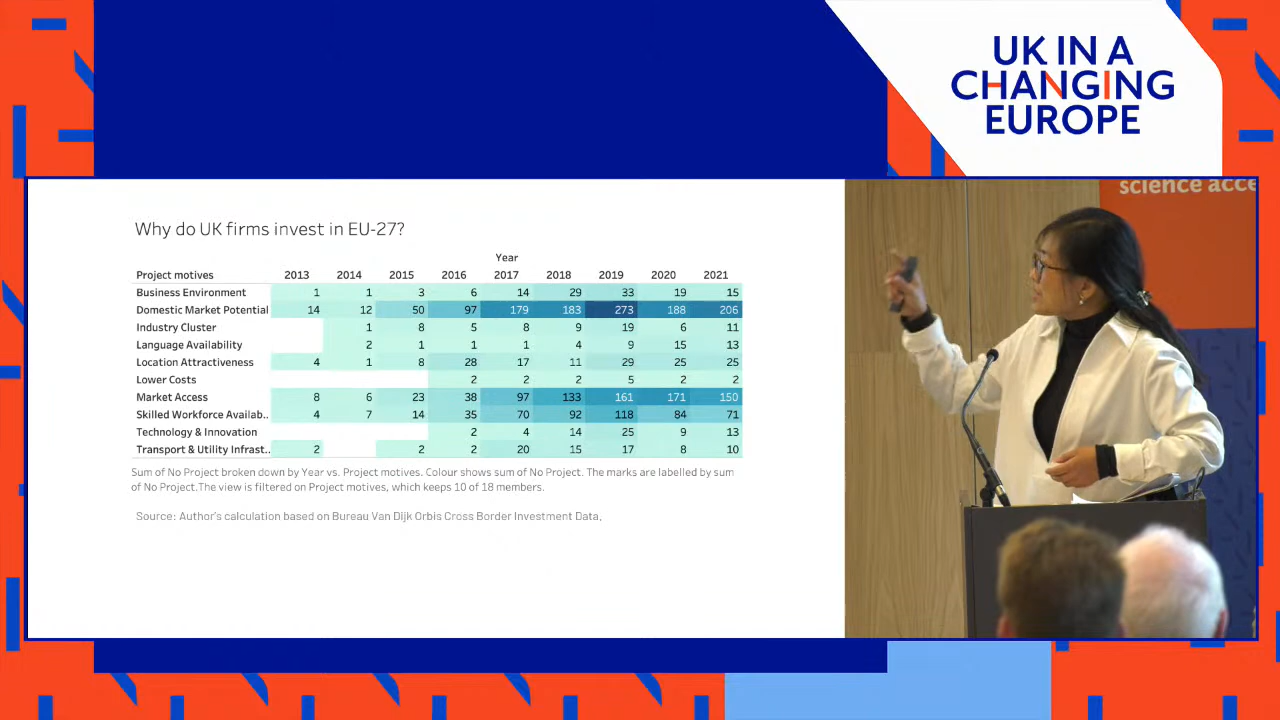 UK IN A
CHANGING
EUROPE
science acce
Why do UK firms invest in EU-27?
Year
Project motives 2013 2014 2015 2016 2017 2018 2019 2020 2021
Business Environment 1 1 3 6 14 29 33 19 15
Domestic Market Potential 14 12 50 97 179 183 273 188 206
Industry Cluster 1 8 5 8 9 19 6 11
Language Availability 2 1 1 1 4 9 15 13
Location Attractiveness 4 1 8 28 17 11 29 25 25
Lower Costs 2 2 2 5 2 2
Market Access 8 6 23 38 97 133 161 171 150
Skilled Workforce Availab.. 4 7 14 35 70 92 118 84 71
Technology & Innovation 2 4 14 25 9 13
Transport & Utility Infrast.. 2 2 2 20 15 17 8 10
Sum of No Project broken down by Year vs. Project motives. Colour shows sum of No Project. The marks are labelled by sum
of No Project.The view is filtered on Project motives, which keeps 10 of 18 members.
Source: Author's calculation based on Bureau Van Dijk Orbis Cross Border Investment Data,